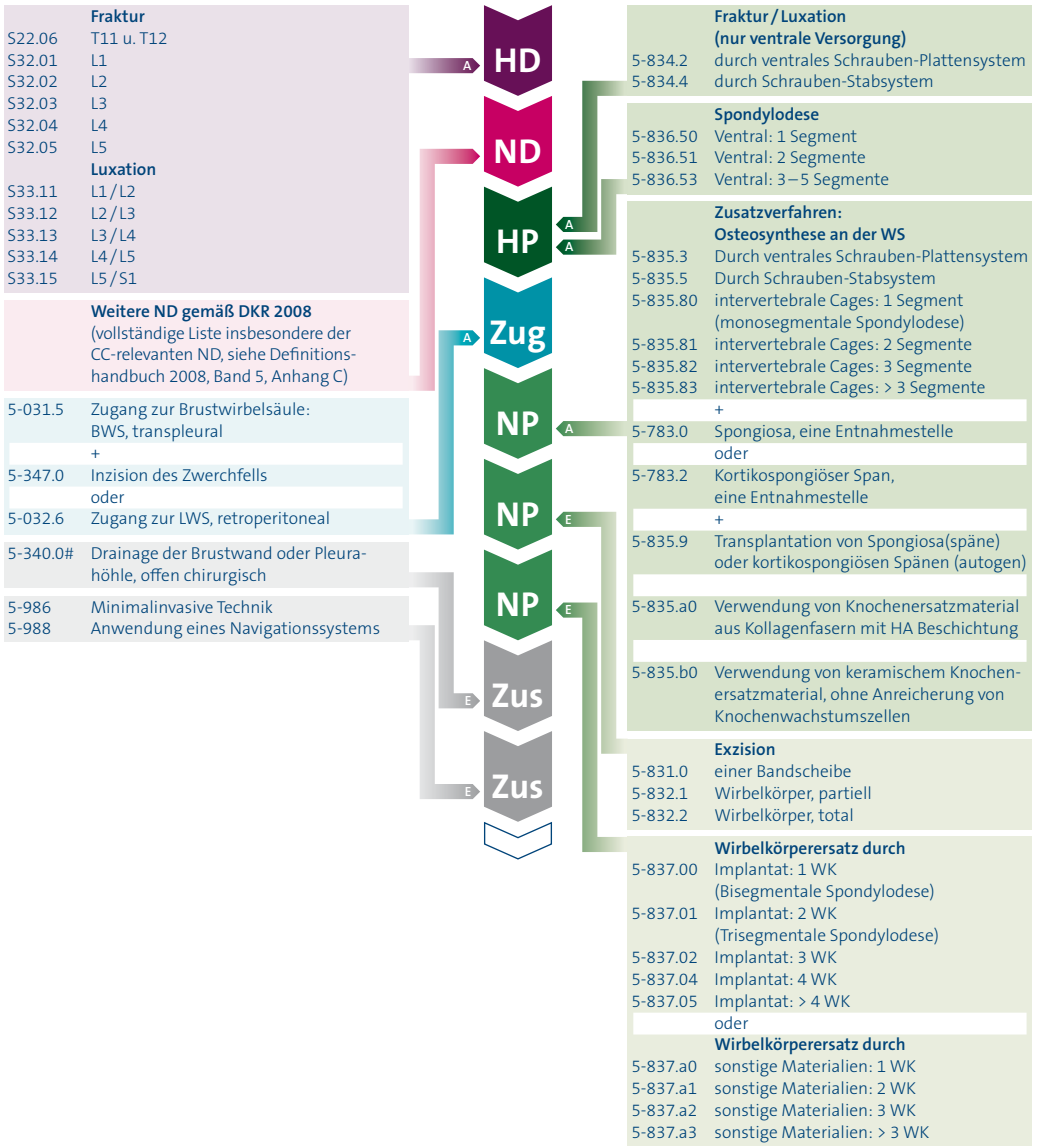 Fraktur
S22.06 T11 u. T12
S32.01 L1
S32.02 L2
S32.03 L3
S32.04 L4
S32.05 L5
Luxation
S33.11 L1/L2
S33.12 L2/L3
S33.13 L3/L4
S33.14 L4/L5
S33.15 L5/S1
Weitere ND gemäß DKR 2008
(vollständige Liste insbesondere der
CC-relevanten ND, siehe Definitions-
handbuch 2008, Band 5, Anhang C)
5-031.5 Zugang zur Brustwirbelsäule:
BWS, transpleural
+
5-347.0 Inzision des Zwerchfells
oder
5-032.6 Zugang zur LWS, retroperitoneal
5-340.0# Drainage der Brustwand oder Pleura-
höhle, offen chirurgisch
5-986 Minimalinvasive Technik
5-988 Anwendung eines Navigationssystems
A
A
E
E
HD
ND
HP
Zug
NP
NP
NP
Zus
Zus
A
A
A
E
E
Fraktur/Luxation
(nur ventrale Versorgung)
5-834.2 durch ventrales Schrauben-Plattensystem
5-834.4 durch Schrauben-Stabsystem
Spondylodese
5-836.50 Ventral: 1 Segment
5-836.51 Ventral: 2 Segmente
5-836.53 Ventral: 3–5 Segmente
Zusatzverfahren:
Osteosynthese an der WS
5-835.3 Durch ventrales Schrauben-Plattensystem
5-835.5 Durch Schrauben-Stabsystem
5-835.80 intervertebrale Cages: 1 Segment
(monosegmentale Spondylodese)
5-835.81 intervertebrale Cages: 2 Segmente
5-835.82 intervertebrale Cages: 3 Segmente
5-835.83 intervertebrale Cages: > 3 Segmente
+
5-783.0 Spongiosa, eine Entnahmestelle
oder
5-783.2 Kortikospongiöser Span,
eine Entnahmestelle
+
5-835.9 Transplantation von Spongiosa(späne)
oder kortikospongiösen Spänen (autogen)
5-835.a0 Verwendung von Knochenersatzmaterial
aus Kollagenfasern mit HA Beschichtung
5-835.b0 Verwendung von keramischem Knochen-
ersatzmaterial, ohne Anreicherung von
Knochenwachstumszellen
Exzision
5-831.0 einer Bandscheibe
5-832.1 Wirbelkörper, partiell
5-832.2 Wirbelkörper, total
Wirbelkörperersatz durch
5-837.00 Implantat: 1 WK
(Bisegmentale Spondylodese)
5-837.01 Implantat: 2 WK
(Trisegmentale Spondylodese)
5-837.02 Implantat: 3 WK
5-837.04 Implantat: 4 WK
5-837.05 Implantat: > 4 WK
oder
Wirbelkörperersatz durch
5-837.a0 sonstige Materialien: 1 WK
5-837.a1 sonstige Materialien: 2 WK
5-837.a2 sonstige Materialien: 3 WK
5-837.a3 sonstige Materialien: > 3 WK